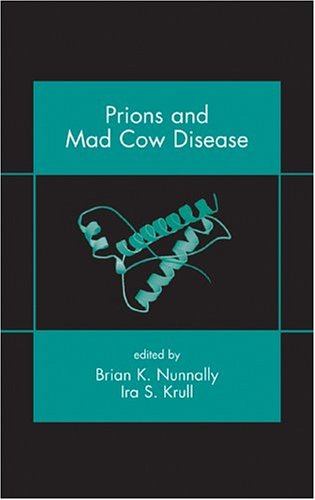 Prions and
Mad Cow Disease
edited by
Brian K. Nunnally
Ira S. Krull